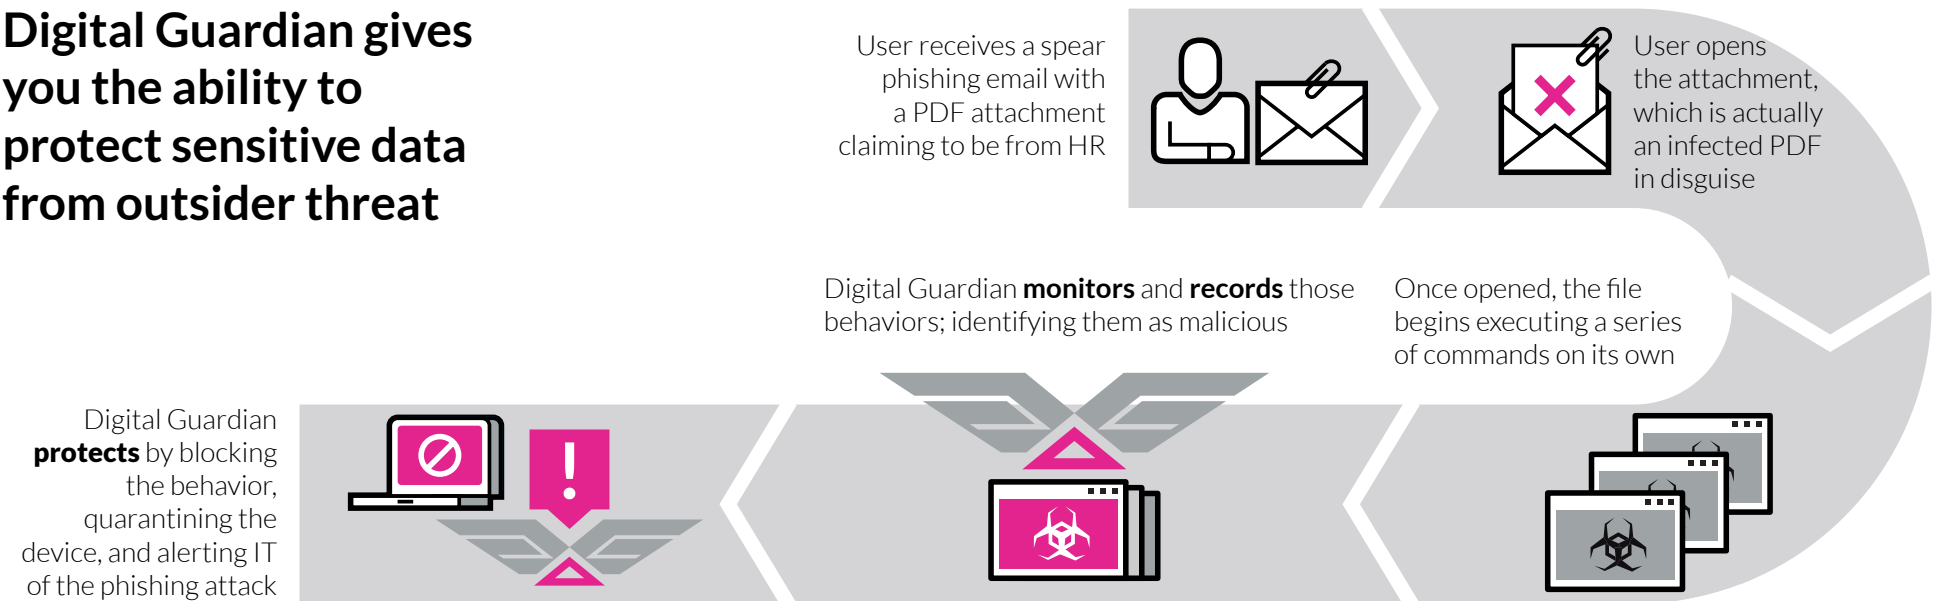 Digital Guardian gives
you the ability to
protect sensitive data
from outsider threat
User receives a spear
phishing email with
a PDF attachment
claiming to be from HR
User opens
the attachment,
which is actually
an infected PDF
in disguise
Once opened, the file
begins executing a series
of commands on its own
Digital Guardian monitors and records those
behaviors; identifying them as malicious
Digital Guardian
protects by blocking
the behavior,
quarantining the
device, and alerting IT
of the phishing attack